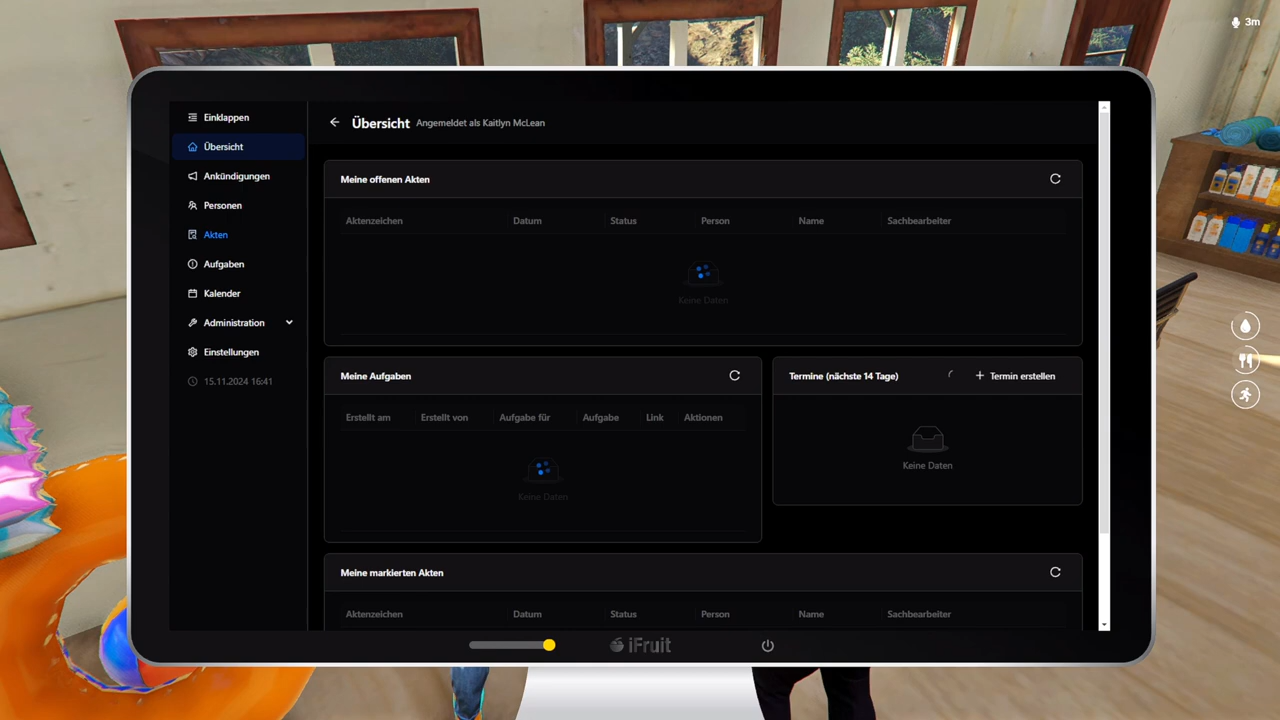 3m
Einklappen
Übersicht
Ankündigungen
Personen
Akten
Aufgaben
Kalender
Administration
Einstellungen
15.11.2024 16:41
Übersicht Angemeldet als Kaitlyn McLean
Meine offenen Akten
Aktenzeichen Datum Status Person Name Sachbearbeiter
Keine Daten
Meine Aufgaben
Erstellt am Erstellt von Aufgabe für Aufgabe Link Aktionen
Keine Daten
Termine (nächste 14 Tage) + Termin erstellen
Keine Daten
Meine markierten Akten
Aktenzeichen Datum Status Person Name Sachbearbeiter
iFruit